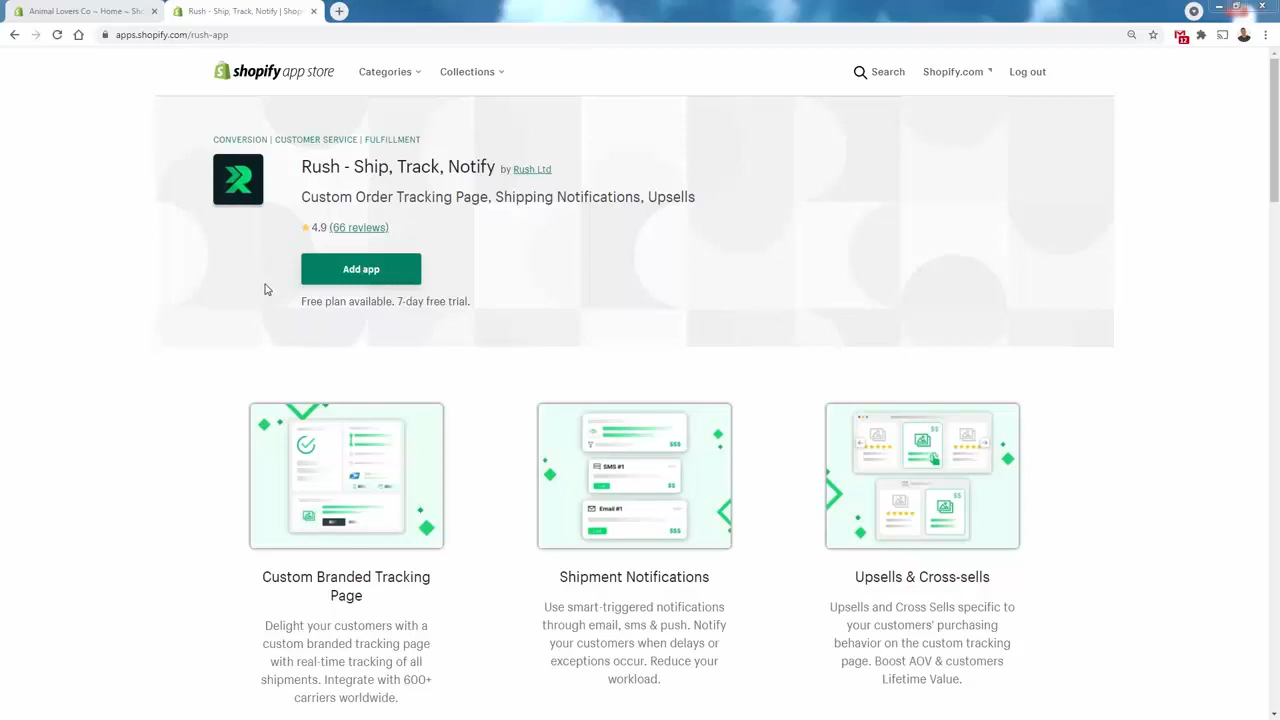 Animal Lovers Co ~ Home ~ Sho
Rush - Ship, Track, Notify | Shop
apps.shopify.com/rush-app
12
shopify app store
Categories
Collections
Search
Shopify.com
Log out
CONVERSION | CUSTOMER SERVICE | FULFILLMENT
Rush - Ship, Track, Notify by Rush Ltd
Custom Order Tracking Page, Shipping Notifications, Upsells
4.9 (66 reviews)
Add app
Free plan available. 7-day free trial.
$$$
SMS #1
$$
Email #1
$$$
$$
$$
Custom Branded Tracking
Page
Delight your customers with a
custom branded tracking page
with real-time tracking of all
shipments. Integrate with 600+
carriers worldwide.
Shipment Notifications
Use smart-triggered notifications
through email, sms & push. Notify
your customers when delays or
exceptions occur. Reduce your
workload.
Upsells & Cross-sells
Upsells and Cross Sells specific to
your customers' purchasing
behavior on the custom tracking
page. Boost AOV & customers
Lifetime Value.